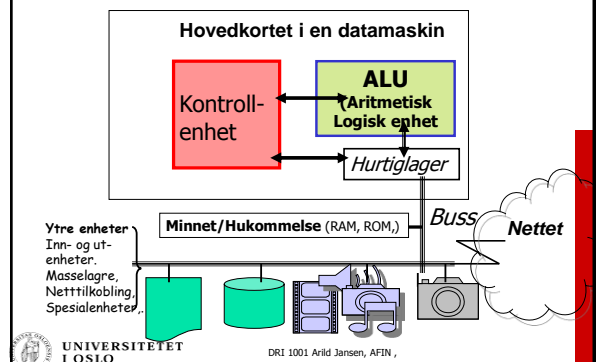 Hovedkortet i en datamaskin
Kontroll-
enhet
ALU
(Aritmetisk
Logisk enhet
Hurtiglager
Minnet/Hukommelse (RAM, ROM,)
Buss
Nettet
Ytre enheter
Inn- og ut-
enheter.
Masselagre,
Netttilkobling,
Spesialenheter,.
UNIVERSITETET
I OSLO
DRI 1001 Arild Jansen, AFIN ,